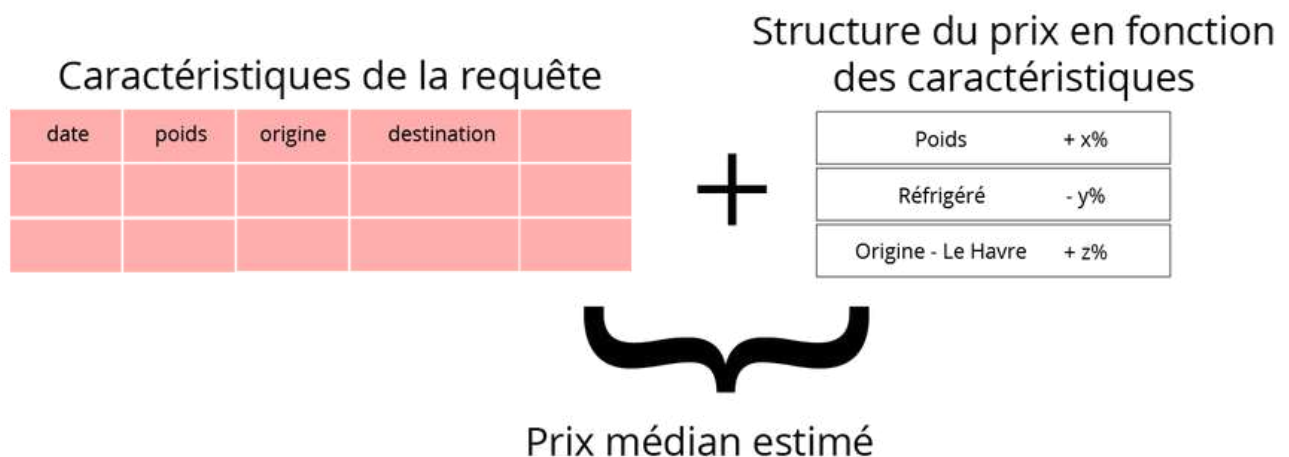 Caractéristiques de la requête
date poids origine destination
Structure du prix en fonction
des caractéristiques
Poids + x%
Réfrigéré - y%
Origine - Le Havre + z%
+
Prix médian estimé